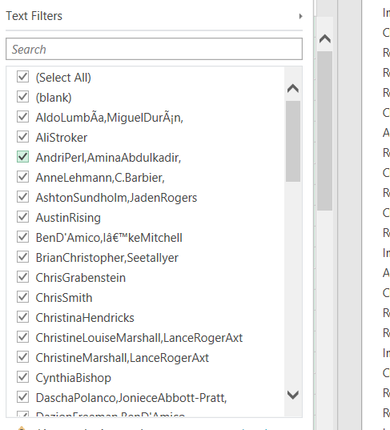 Text Filters
Search
(Select All)
(blank)
AldoLumbÃa,MiguelDurÃ¡n,
AliStroker
AndriPerl,AminaAbdulkadir,
AnneLehmann,C.Barbier,
AshtonSundholm,JadenRogers
AustinRising
BenD'Amico,Iâ€™keMitchell
BrianChristopher,Seetallyer
ChrisGrabenstein
ChrisSmith
ChristinaHendricks
ChristineLouiseMarshall,LanceRogerAxt
ChristineMarshall,LanceRogerAxt
CynthiaBishop
DaschaPolanco,JonieceAbbott-Pratt,